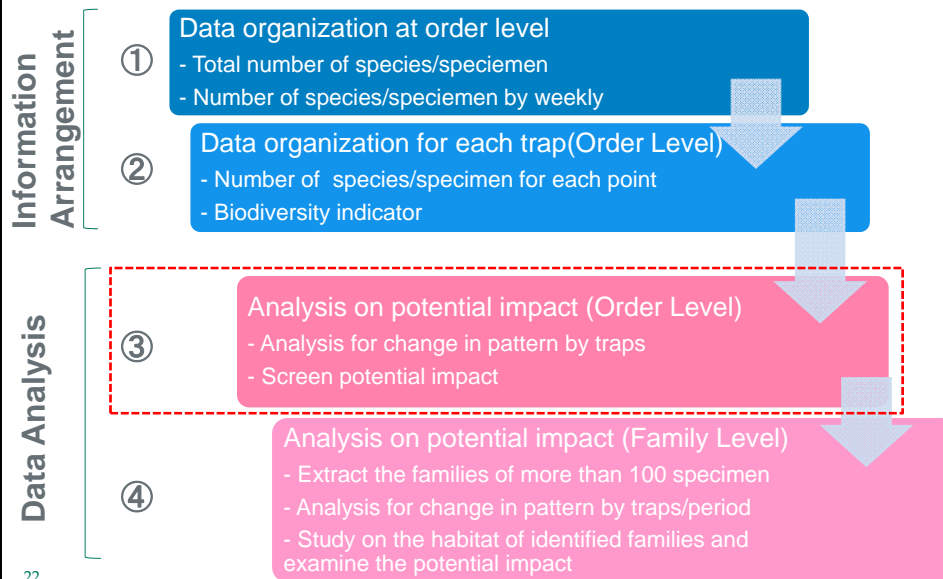 Information
Arrangement
①
Data organization at order level
- Total number of species/speciemen
- Number of species/speciemen by weekly
②
Data organization for each trap(Order Level)
- Number of species/specimen for each point
- Biodiversity indicator
Data Analysis
③
Analysis on potential impact (Order Level)
- Analysis for change in pattern by traps
- Screen potential impact
④
Analysis on potential impact (Family Level)
- Extract the families of more than 100 specimen
- Analysis for change in pattern by traps/period
- Study on the habitat of identified families and
examine the potential impact
22